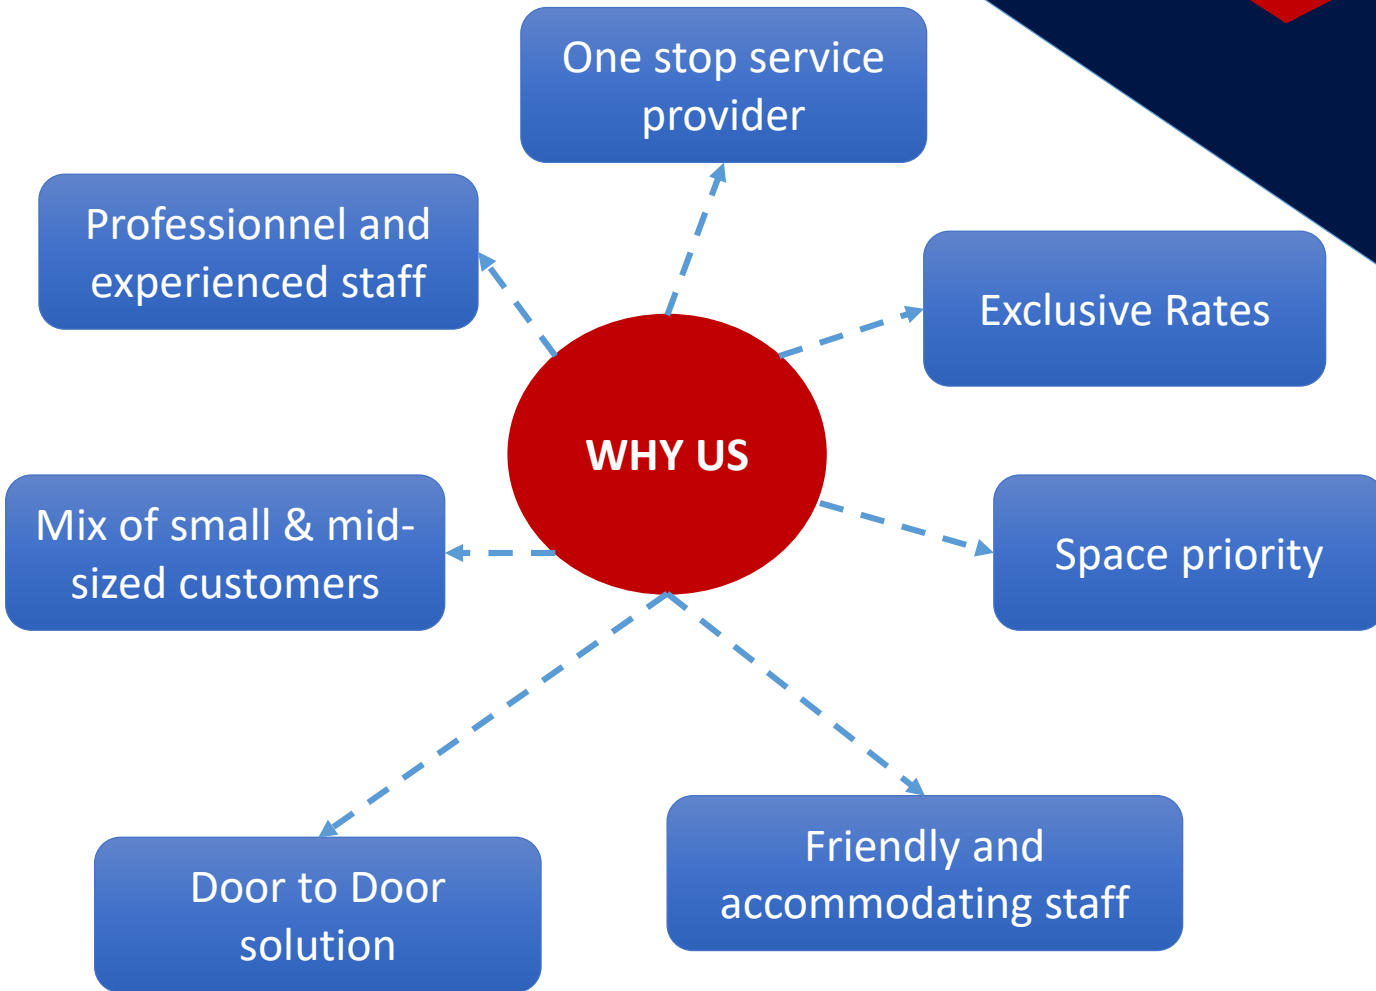 One stop service
provider
Professionnel and
experienced staff
Exclusive Rates
WHY US
Mix of small & mid-
sized customers
Space priority
Friendly and
accommodating staff
Door to Door
solution